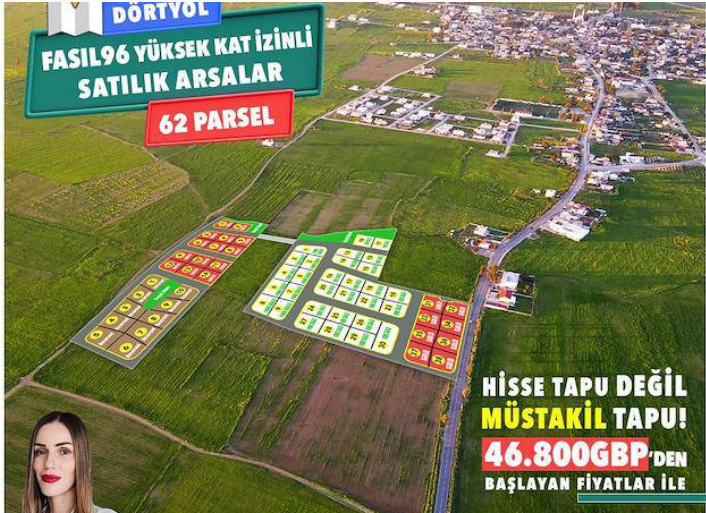 DÖRTYOL
FASIL96 YÜKSEK KAT İZİNLİ
SATILIK ARSALAR
62 PARSEL
HİSSE TAPU DEĞİL
MÜSTAKİL TAPU!
46.800GBP'DEN
BAŞLAYAN FİYATLAR İLE